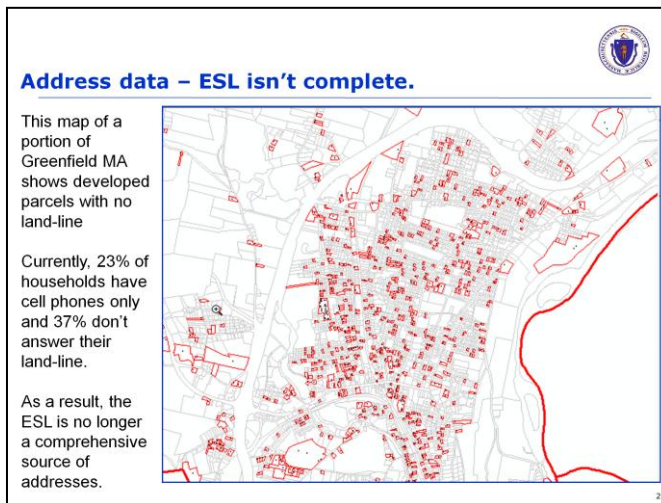 Address data – ESL isn’t complete.
This map of a
portion of
Greenfield MA
shows developed
parcels with no
land-line
Currently, 23% of
households have
cell phones only
and 37% don’t
answer their
land-line.
As a result, the
ESL is no longer
a comprehensive
source of
addresses.